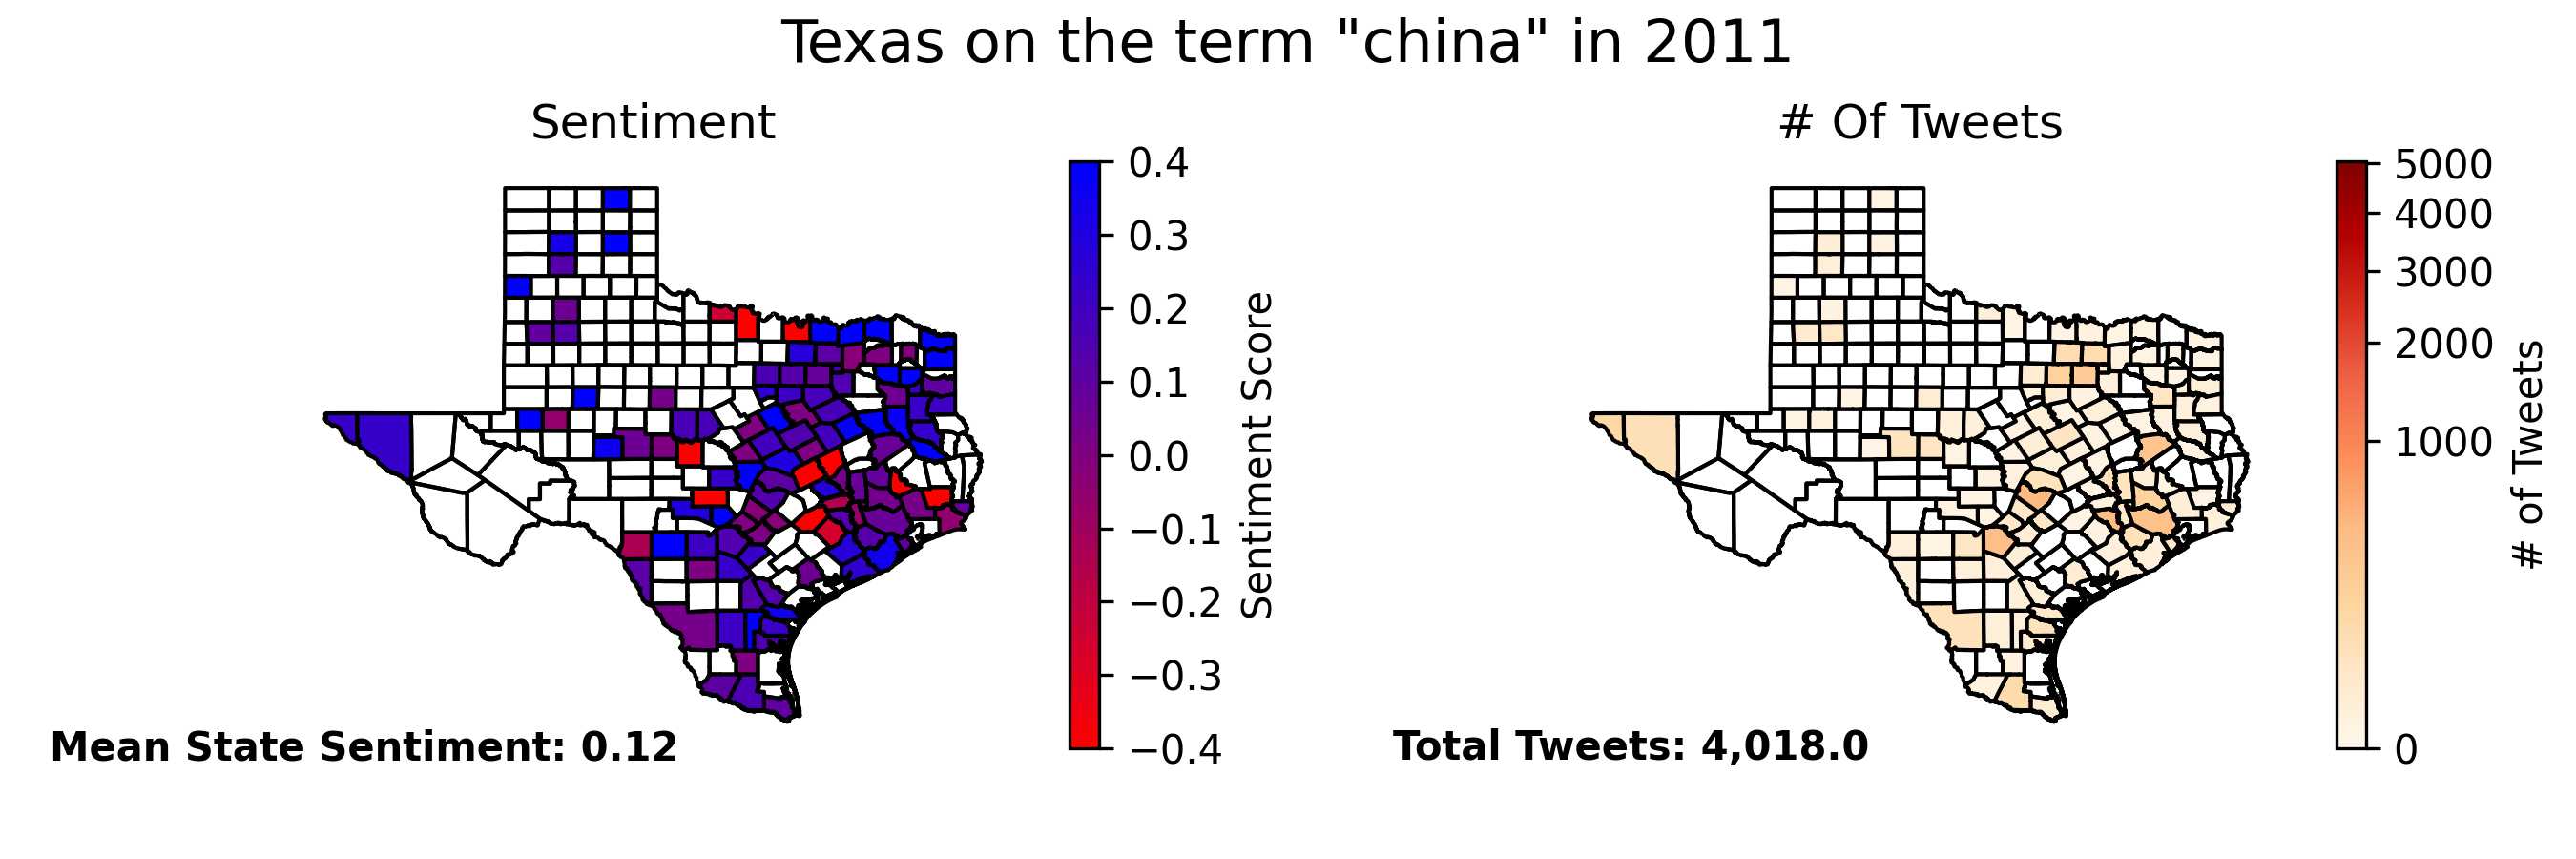 Texas on the term "china" in 2011
Sentiment
0.4
0.3
0.2
0.1
0.0
−0.1
−0.2
−0.3
−0.4
Sentiment Score
Mean State Sentiment: 0.12
# Of Tweets
5000
4000
3000
2000
1000
0
# of Tweets
Total Tweets: 4,018.0